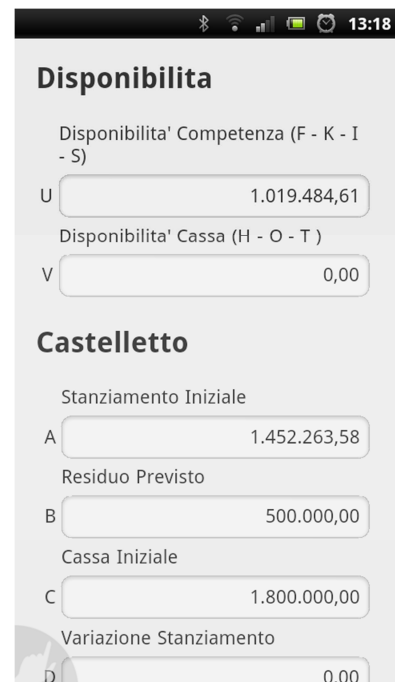 13:18
Disponibilita
Disponibilita' Competenza (F - K - I
- S)
U 1.019.484,61
Disponibilita' Cassa (H - O - T )
V 0,00
Castelletto
Stanziamento Iniziale
A 1.452.263,58
Residuo Previsto
B 500.000,00
Cassa Iniziale
C 1.800.000,00
Variazione Stanziamento
D 0,00